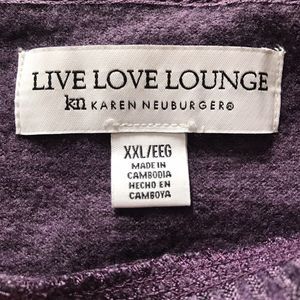 LIVE LOVE LOUNGE
kn KAREN NEUBURGER®
XXL/EEG
MADE IN
CAMBODIA
HECHO EN
CAMBOYA